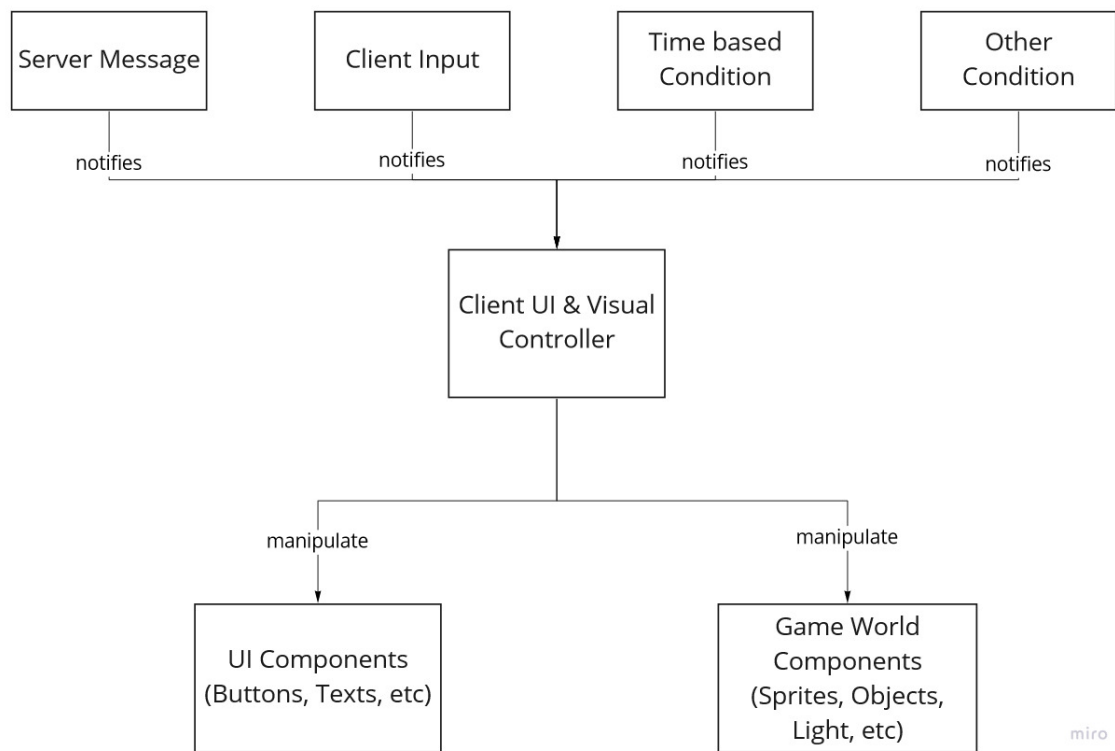 Server Message
Client Input
Time based
Condition
Other
Condition
notifies
notifies
notifies
notifies
Client UI & Visual
Controller
manipulate
manipulate
UI Components
(Buttons, Texts, etc)
Game World
Components
(Sprites, Objects,
Light, etc)
miro